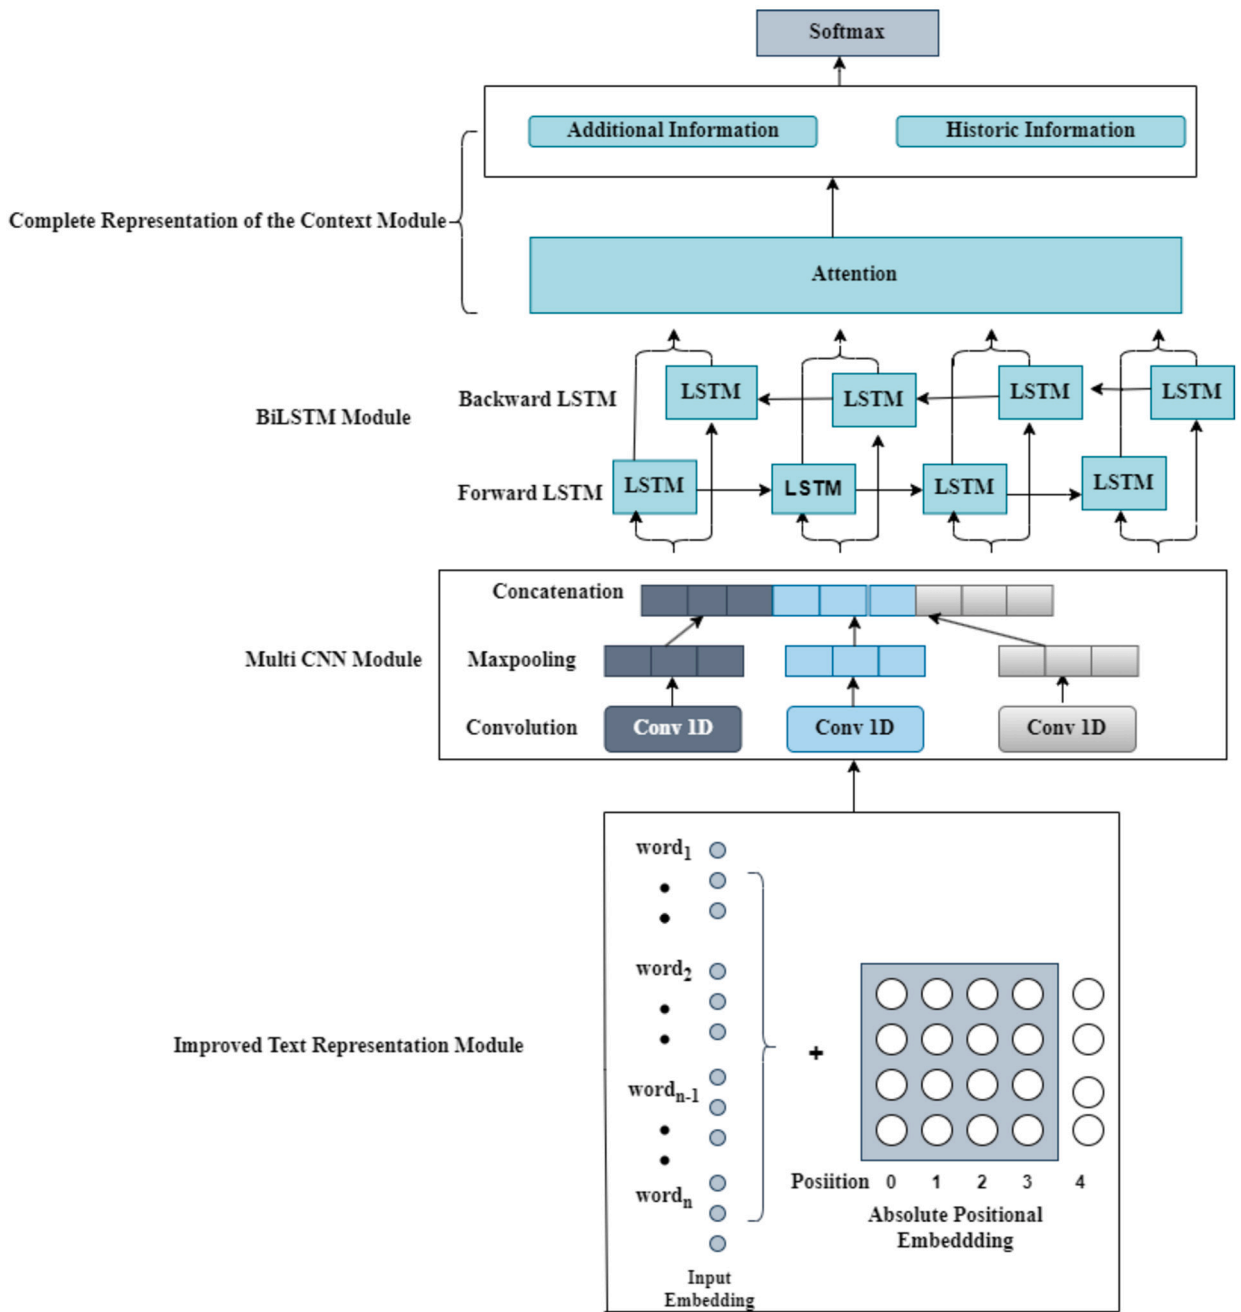 Softmax
Additional Information
Historic Information
Complete Representation of the Context Module
Attention
BiLSTM Module
Backward LSTM
LSTM
LSTM
LSTM
LSTM
Forward LSTM
LSTM
LSTM
LSTM
LSTM
Multi CNN Module
Concatenation
Maxpooling
Convolution
Conv 1D
Conv 1D
Conv 1D
Improved Text Representation Module
word1
word2
wordn-1
wordn
Input
Embedding
+
Posiition 0 1 2 3 4
Absolute Positional
Embeddding